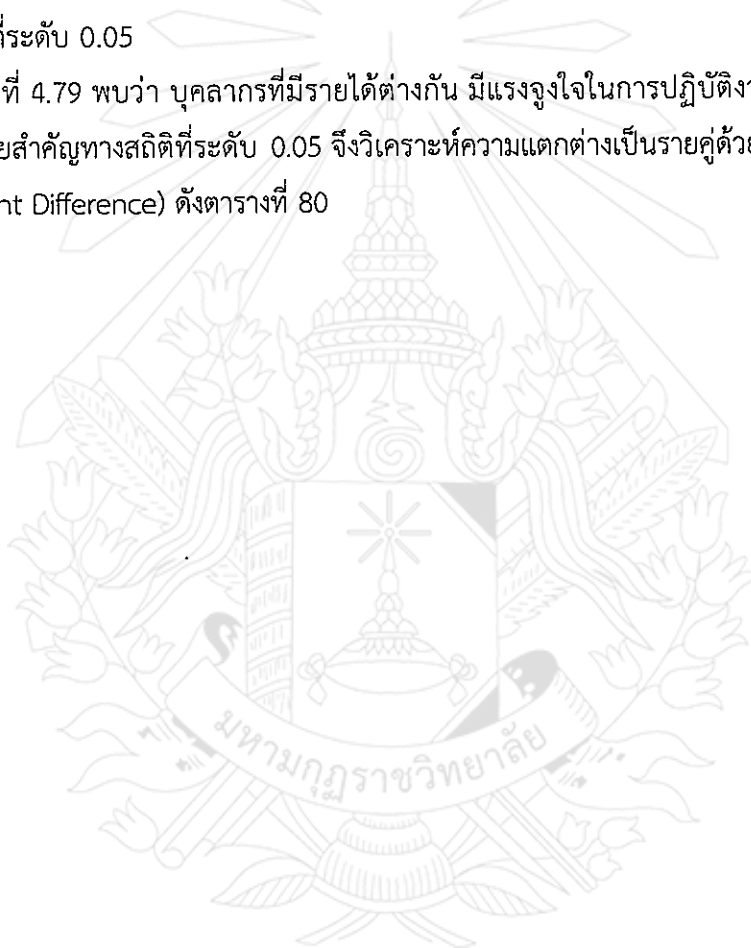 ที่ระดับ 0.05
ที่ 4.79 พบว่า บุคลากรที่มีรายได้ต่างกัน มีแรงจูงใจในการปฏิบัติงา
ยสำคัญทางสถิติที่ระดับ 0.05 จึงวิเคราะห์ความแตกต่างเป็นรายคู่ด้วย
nt Difference) ดังตารางที่ 80
มหามกุฏราชวิทยาลัย